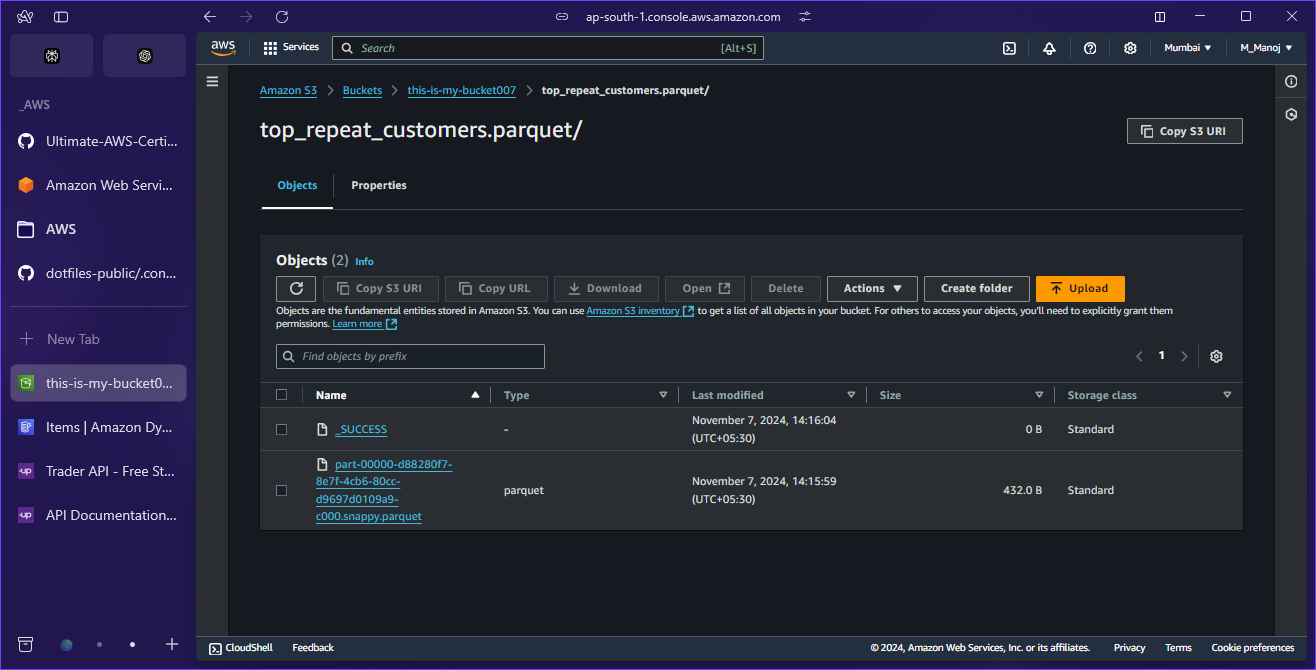 ap-south-1.console.aws.amazon.com
_AWS
Ultimate-AWS-Certi...
Amazon Web Servi...
AWS
dotfiles-public/.con...
New Tab
this-is-my-bucket0...
Items | Amazon Dy...
Trader API - Free St...
API Documentation...
aws
Services
Search
[Alt+S]
Mumbai
M_Manoj
Amazon S3
Buckets
this-is-my-bucket007
top_repeat_customers.parquet/
top_repeat_customers.parquet/
Copy S3 URI
Objects
Properties
Objects (2) Info
Copy S3 URI
Copy URL
Download
Open
Delete
Actions
Create folder
Upload
Objects are the fundamental entities stored in Amazon S3. You can use Amazon S3 inventory to get a list of all objects in your bucket. For others to access your objects, you'll need to explicitly grant them
permissions. Learn more
Find objects by prefix
1
Name
Type
Last modified
Size
Storage class
_SUCCESS
-
November 7, 2024, 14:16:04
(UTC+05:30)
0 B
Standard
part-00000-d88280f7-
8e7f-4cb6-80cc-
d9697d0109a9-
c000.snappy.parquet
parquet
November 7, 2024, 14:15:59
(UTC+05:30)
432.0 B
Standard
CloudShell
Feedback
© 2024, Amazon Web Services, Inc. or its affiliates.
Privacy
Terms
Cookie preferences